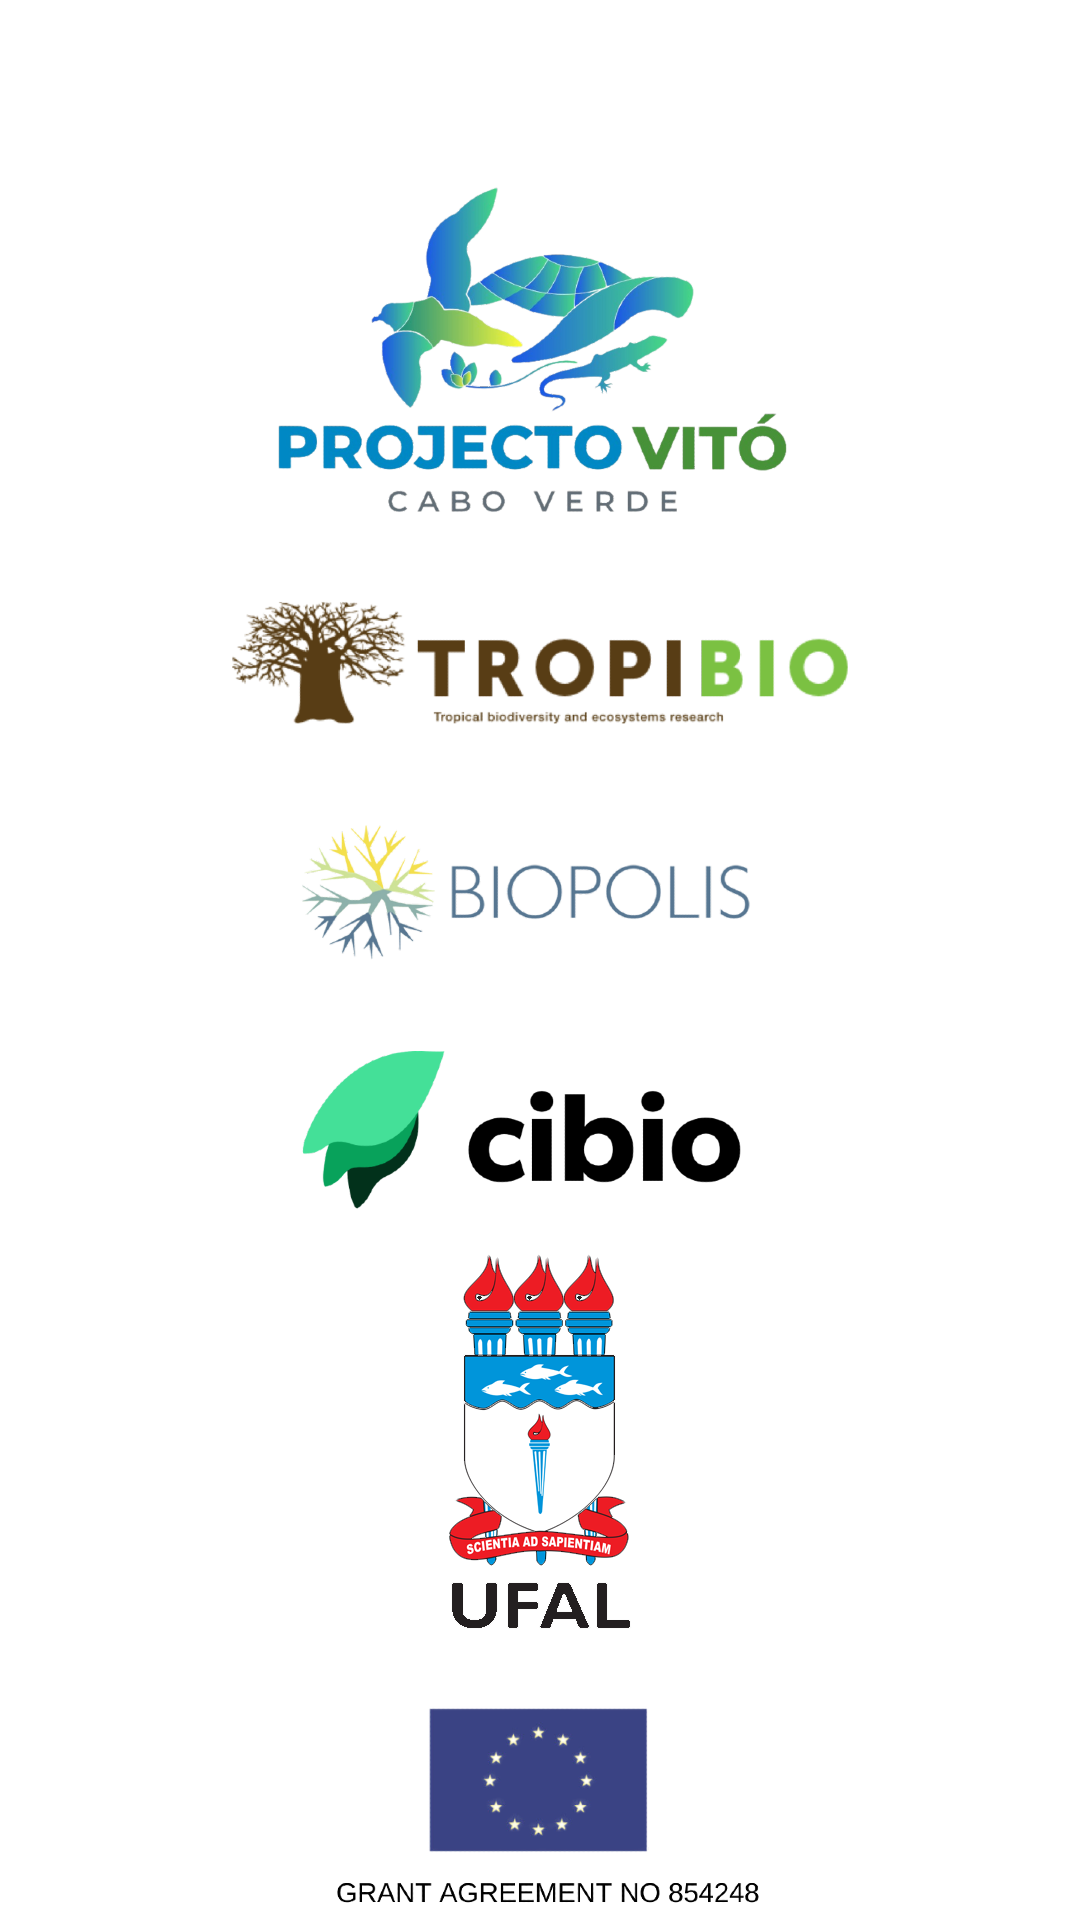 PROJECTO VITÓ
CABO VERDE
TROPIBIO
Tropical biodiversity and ecosystems research
BIOPOLIS
cibio
SCIENTIA AD SAPIENTIAM
UFAL
GRANT AGREEMENT NO 854248